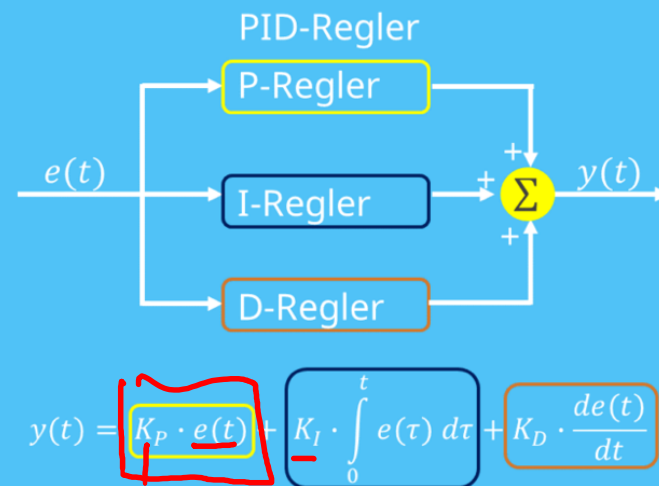 PID-Regler
P-Regler
e(t)
I-Regler
+
+
+
Σ
y(t)
D-Regler
y(t) = K_P · e(t) + K_I · ∫_0^t e(τ) dτ + K_D · de(t)/dt